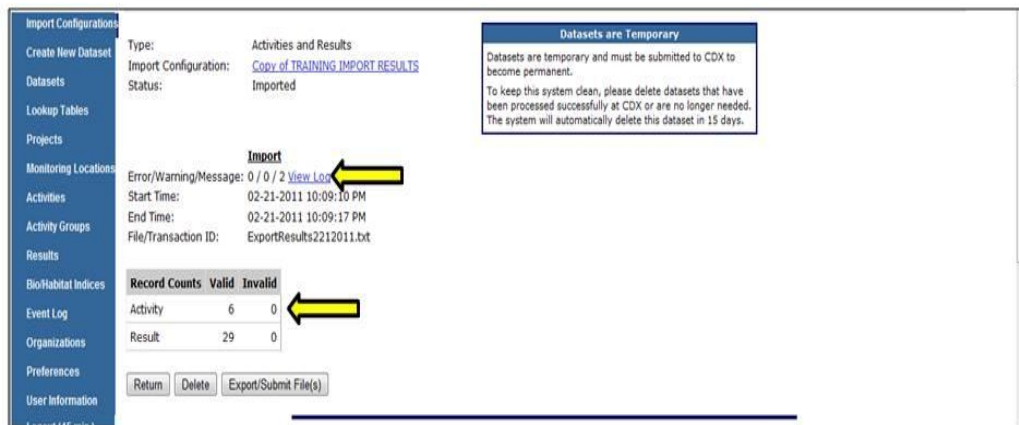 Import Configurations
Create New Dataset
Datasets
Lookup Tables
Projects
Monitoring Locations
Activities
Activity Groups
Results
Bio/Habitat Indices
Event Log
Organizations
Preferences
User Information
Type: Activities and Results
Import Configuration: Copy of TRAINING IMPORT RESULTS
Status: Imported
Datasets are Temporary
Datasets are temporary and must be submitted to CDX to
become permanent.
To keep this system clean, please delete datasets that have
been processed successfully at CDX or are no longer needed.
The system will automatically delete this dataset in 15 days.
Import
Error/Warning/Message: 0 / 0 / 2 View Log
Start Time: 02-21-2011 10:09:10 PM
End Time: 02-21-2011 10:09:17 PM
File/Transaction ID: ExportResults2212011.txt
Record Counts Valid Invalid
Activity 6 0
Result 29 0
Return Delete Export/Submit File(s)